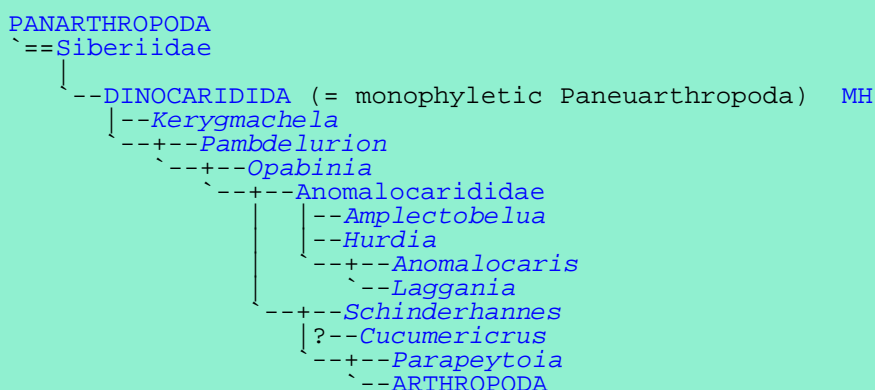 PANARTHROPODA
`==Siberiidae
   |
   `--DINOCARIDIDA (= monophyletic Paneuarthropoda)  MH
      |--Kerygmachela
      `--+--Pambdelurion
         `--+--Opabinia
            `--+--Anomalocarididae
               |  |--Amplectobelua
               |  |--Hurdia
               |  `--+--Anomalocaris
               |     `--Laggania
               `--+--Schinderhannes
                  |?--Cucumericrus
                  `--+--Parapeytoia
                     `--ARTHROPODA